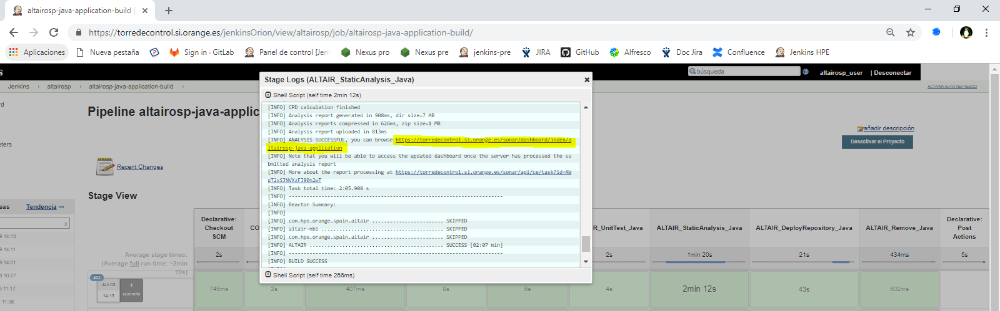 altairosp-java-application-build [
https://torredecontrol.si.orange.es/jenkinsOrion/view/altairosp/job/altairosp-java-application-build/
Aplicaciones Nueva pestaña Sign in · GitLab Panel de control [Jen Nexus pro Nexus pre jenkins-pre JIRA GitHub Alfresco Doc Jira Confluence Jenkins HPE
s búsqueda altairosp_user | Desconectar
Jenkins altairosp altairosp-java-application-build ACTIVAR AUTO REFRESCO
Stage Logs (ALTAIR_StaticAnalysis_Java)
Shell Script (self time 2min 12s)
[INFO] CPD calculation finished
[INFO] Analysis report generated in 908ms, dir size=7 MB
[INFO] Analysis reports compressed in 626ms, zip size=1 MB
[INFO] Analysis report uploaded in 813ms
[INFO] ANALYSIS SUCCESSFUL, you can browse https://torredecontrol.si.orange.es/sonar/dashboard/index/a
ltairosp-java-application
[INFO] Note that you will be able to access the updated dashboard once the server has processed the su
bmitted analysis report
[INFO] More about the report processing at https://torredecontrol.si.orange.es/sonar/api/ce/task?id=AW
gT2xSJNVXzFJ80n2wT
[INFO] Task total time: 2:05.908 s
[INFO] ------------------------------------------------------------------------
[INFO] Reactor Summary:
[INFO]
[INFO] com.hpe.orange.spain.altair ........................ SKIPPED
[INFO] altair-nbi ......................................... SKIPPED
[INFO] com.hpe.orange.spain.altair ........................ SKIPPED
[INFO] ALTAIR ............................................. SUCCESS [02:07 min]
[INFO] ------------------------------------------------------------------------
[INFO] BUILD SUCCESS
Shell Script (self time 266ms)
rd
eters
Pipeline altairosp-java-applic
añadir descripción
Desactivar el Proyecto
Recent Changes
Stage View
eas Tendencia
x
9 14:13
9 14:11
9 14:01
9 10:27
3 11:17
3 11:36
Declarative: Checkout SCM
CO
R_UnitTest_Java
ALTAIR_StaticAnalysis_Java
ALTAIR_DeployRepository_Java
ALTAIR_Remove_Java
Declarative: Post Actions
Average stage times:
(Average full run time: ~2min
19s)
2s 2s 1min 20s 21s 434ms 5s
#33
Jan 03
14:13
1
commits
746ms 2s 407ms 8s 6s 4s 2min 12s 43s 602ms